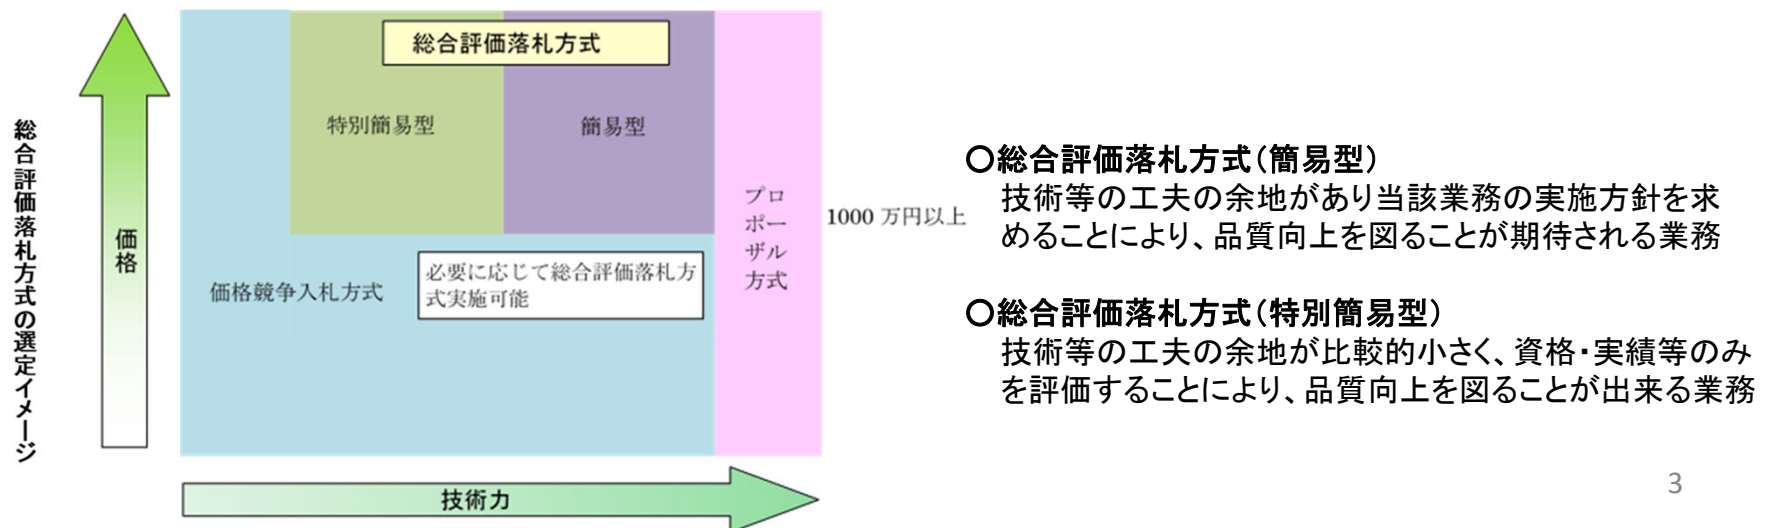 総合評価落札方式の選定イメージ
価格
総合評価落札方式
特別簡易型
簡易型
価格競争入札方式
必要に応じて総合評価落札方
式実施可能
プロ
ポー
ザル
方式
1000 万円以上
技術力
〇総合評価落札方式(簡易型)
技術等の工夫の余地があり当該業務の実施方針を求
めることにより、品質向上を図ることが期待される業務
〇総合評価落札方式(特別簡易型)
技術等の工夫の余地が比較的小さく、資格・実績等のみ
を評価することにより、品質向上を図ることが出来る業務
3